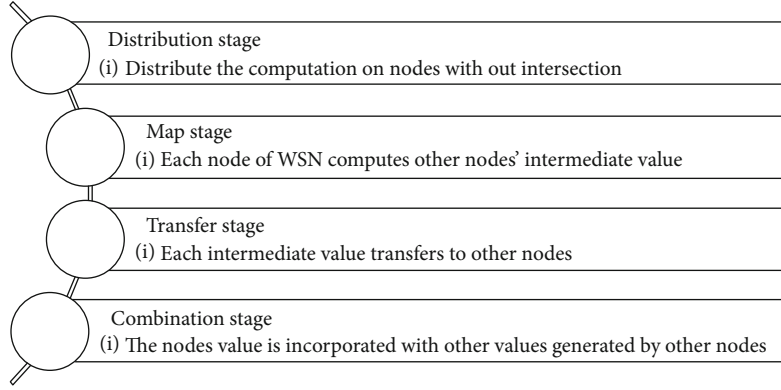 Distribution stage
(i) Distribute the computation on nodes with out intersection
Map stage
(i) Each node of WSN computes other nodes’ intermediate value
Transfer stage
(i) Each intermediate value transfers to other nodes
Combination stage
(i) The nodes value is incorporated with other values generated by other nodes